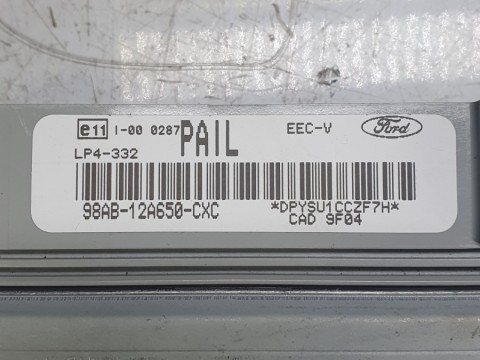 e11 I-00 0287 PAIL EEC-V Ford
LP4-332
98AB-12A650-CXC *DPYSU1CCZF7H*
CAD 9F04